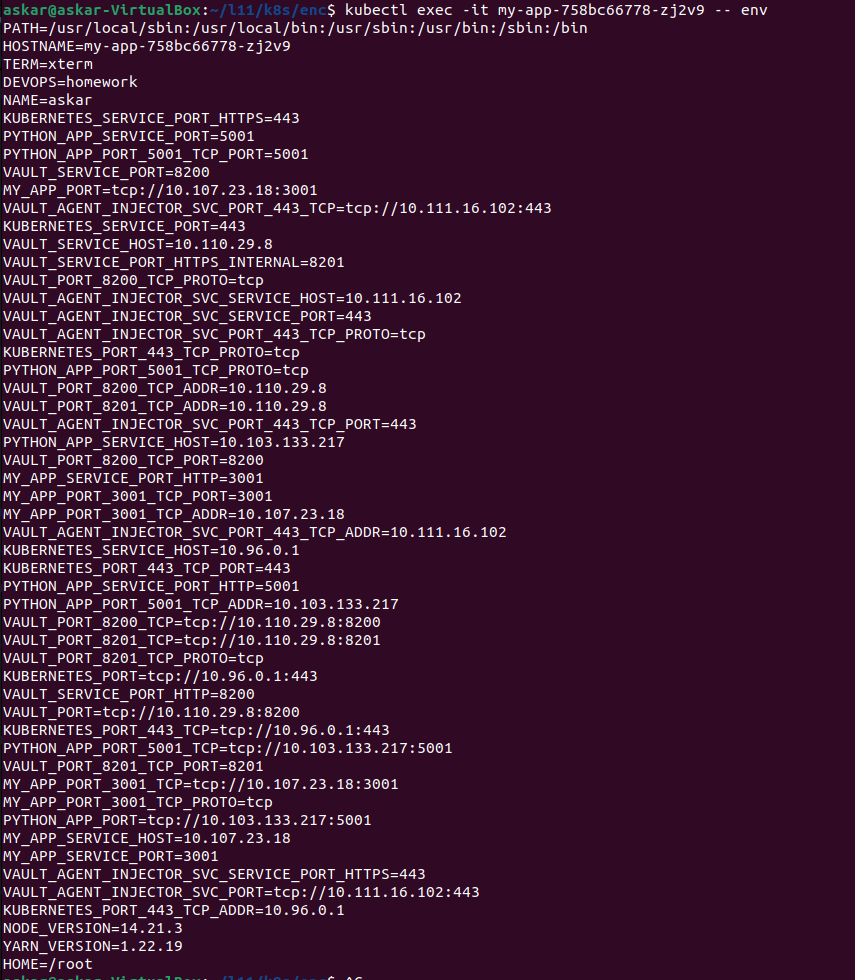 askar@askar-VirtualBox:~/l11/k8s/enc$ kubectl exec -it my-app-758bc66778-zj2v9 -- env
PATH=/usr/local/sbin:/usr/local/bin:/usr/sbin:/usr/bin:/sbin:/bin
HOSTNAME=my-app-758bc66778-zj2v9
TERM=xterm
DEVOPS=homework
NAME=askar
KUBERNETES_SERVICE_PORT_HTTPS=443
PYTHON_APP_SERVICE_PORT=5001
PYTHON_APP_PORT_5001_TCP_PORT=5001
VAULT_SERVICE_PORT=8200
MY_APP_PORT=tcp://10.107.23.18:3001
VAULT_AGENT_INJECTOR_SVC_PORT_443_TCP=tcp://10.111.16.102:443
KUBERNETES_SERVICE_PORT=443
VAULT_SERVICE_HOST=10.110.29.8
VAULT_SERVICE_PORT_HTTPS_INTERNAL=8201
VAULT_PORT_8200_TCP_PROTO=tcp
VAULT_AGENT_INJECTOR_SVC_SERVICE_HOST=10.111.16.102
VAULT_AGENT_INJECTOR_SVC_SERVICE_PORT=443
VAULT_AGENT_INJECTOR_SVC_PORT_443_TCP_PROTO=tcp
KUBERNETES_PORT_443_TCP_PROTO=tcp
PYTHON_APP_PORT_5001_TCP_PROTO=tcp
VAULT_PORT_8200_TCP_ADDR=10.110.29.8
VAULT_PORT_8201_TCP_ADDR=10.110.29.8
VAULT_AGENT_INJECTOR_SVC_PORT_443_TCP_PORT=443
PYTHON_APP_SERVICE_HOST=10.103.133.217
VAULT_PORT_8200_TCP_PORT=8200
MY_APP_SERVICE_PORT_HTTP=3001
MY_APP_PORT_3001_TCP_PORT=3001
MY_APP_PORT_3001_TCP_ADDR=10.107.23.18
VAULT_AGENT_INJECTOR_SVC_PORT_443_TCP_ADDR=10.111.16.102
KUBERNETES_SERVICE_HOST=10.96.0.1
KUBERNETES_PORT_443_TCP_PORT=443
PYTHON_APP_SERVICE_PORT_HTTP=5001
PYTHON_APP_PORT_5001_TCP_ADDR=10.103.133.217
VAULT_PORT_8200_TCP=tcp://10.110.29.8:8200
VAULT_PORT_8201_TCP=tcp://10.110.29.8:8201
VAULT_PORT_8201_TCP_PROTO=tcp
KUBERNETES_PORT=tcp://10.96.0.1:443
VAULT_SERVICE_PORT_HTTP=8200
VAULT_PORT=tcp://10.110.29.8:8200
KUBERNETES_PORT_443_TCP=tcp://10.96.0.1:443
PYTHON_APP_PORT_5001_TCP=tcp://10.103.133.217:5001
VAULT_PORT_8201_TCP_PORT=8201
MY_APP_PORT_3001_TCP=tcp://10.107.23.18:3001
MY_APP_PORT_3001_TCP_PROTO=tcp
PYTHON_APP_PORT=tcp://10.103.133.217:5001
MY_APP_SERVICE_HOST=10.107.23.18
MY_APP_SERVICE_PORT=3001
VAULT_AGENT_INJECTOR_SVC_SERVICE_PORT_HTTPS=443
VAULT_AGENT_INJECTOR_SVC_PORT=tcp://10.111.16.102:443
KUBERNETES_PORT_443_TCP_ADDR=10.96.0.1
NODE_VERSION=14.21.3
YARN_VERSION=1.22.19
HOME=/root
askar@askar-VirtualBox:~/l11/k8s/enc$